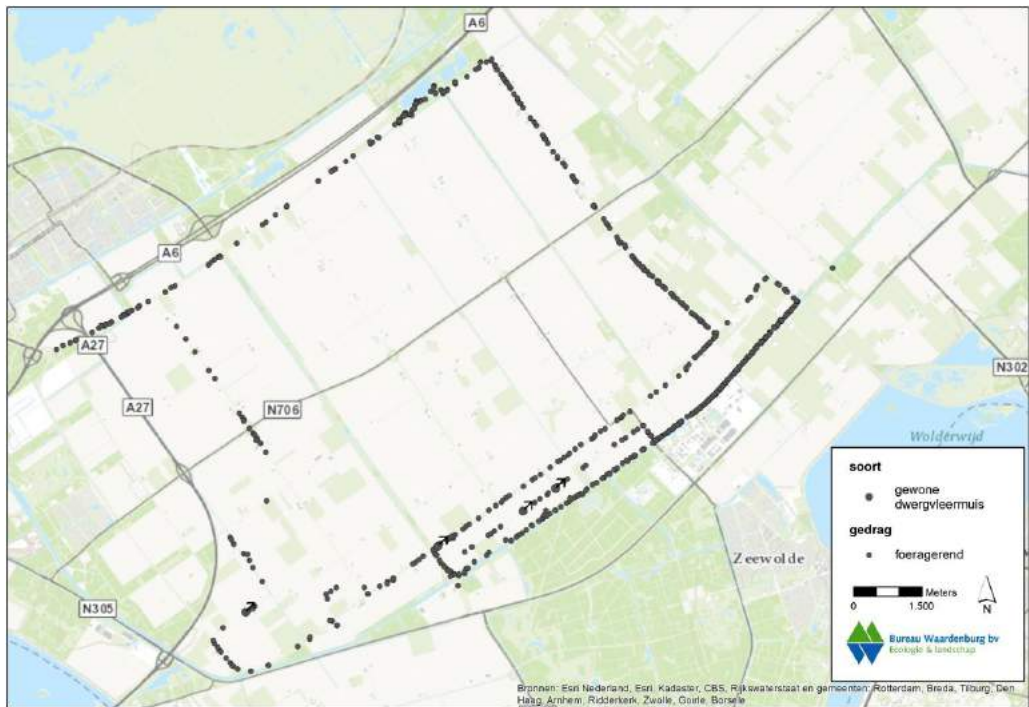 A6
A6
A27
A27
N706
N302
Wolderwijd
Zeewolde
N305
soort
gewone
dwergvleermuis
gedrag
foeragerend
Meters
0 1.500
N
Bureau Waardenburg bv
Ecologie & landschap
Bronnen: Esri Nederland, Esri, Kadaster, CBS, Rijkswaterstaat en gemeenten: Rotterdam, Breda, Tilburg, Den
Haag, Arnhem, Ridderkerk, Zwolle, Goirle, Borsele